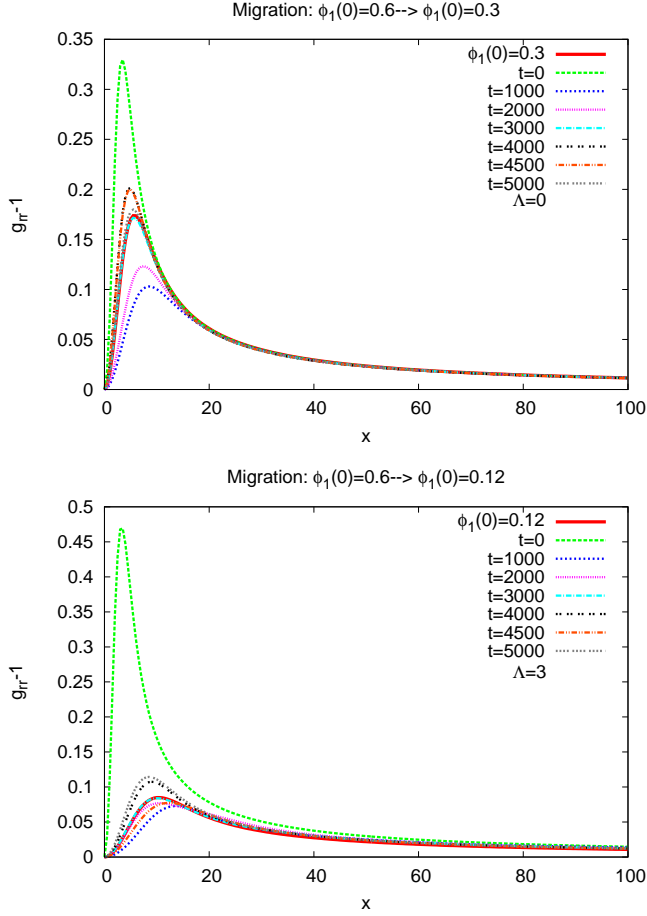 Migration: ϕ₁(0)=0.6--> ϕ₁(0)=0.3
0.35
0.3
0.25
0.2
0.15
0.1
0.05
0
g_rr-1
ϕ₁(0)=0.3
t=0
t=1000
t=2000
t=3000
t=4000
t=4500
t=5000
Λ=0
0 20 40 60 80 100
x
Migration: ϕ₁(0)=0.6--> ϕ₁(0)=0.12
0.5
0.45
0.4
0.35
0.3
0.25
0.2
0.15
0.1
0.05
0
g_rr-1
ϕ₁(0)=0.12
t=0
t=1000
t=2000
t=3000
t=4000
t=4500
t=5000
Λ=3
0 20 40 60 80 100
x